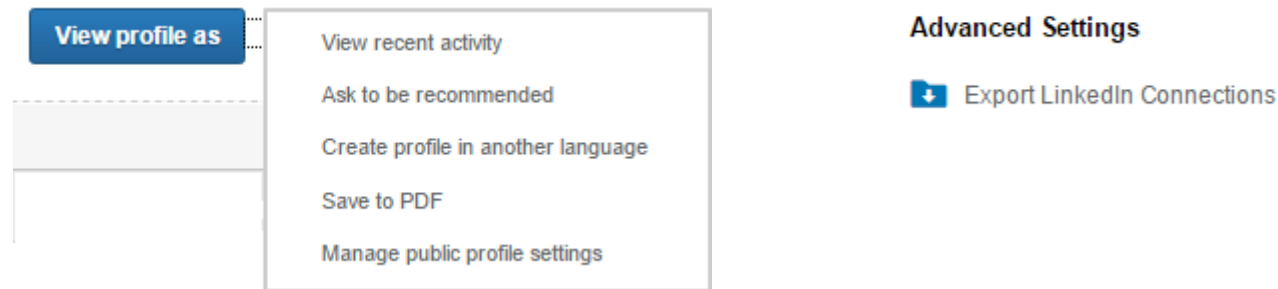 View profile as
View recent activity
Ask to be recommended
Create profile in another language
Save to PDF
Manage public profile settings
Advanced Settings
Export LinkedIn Connections